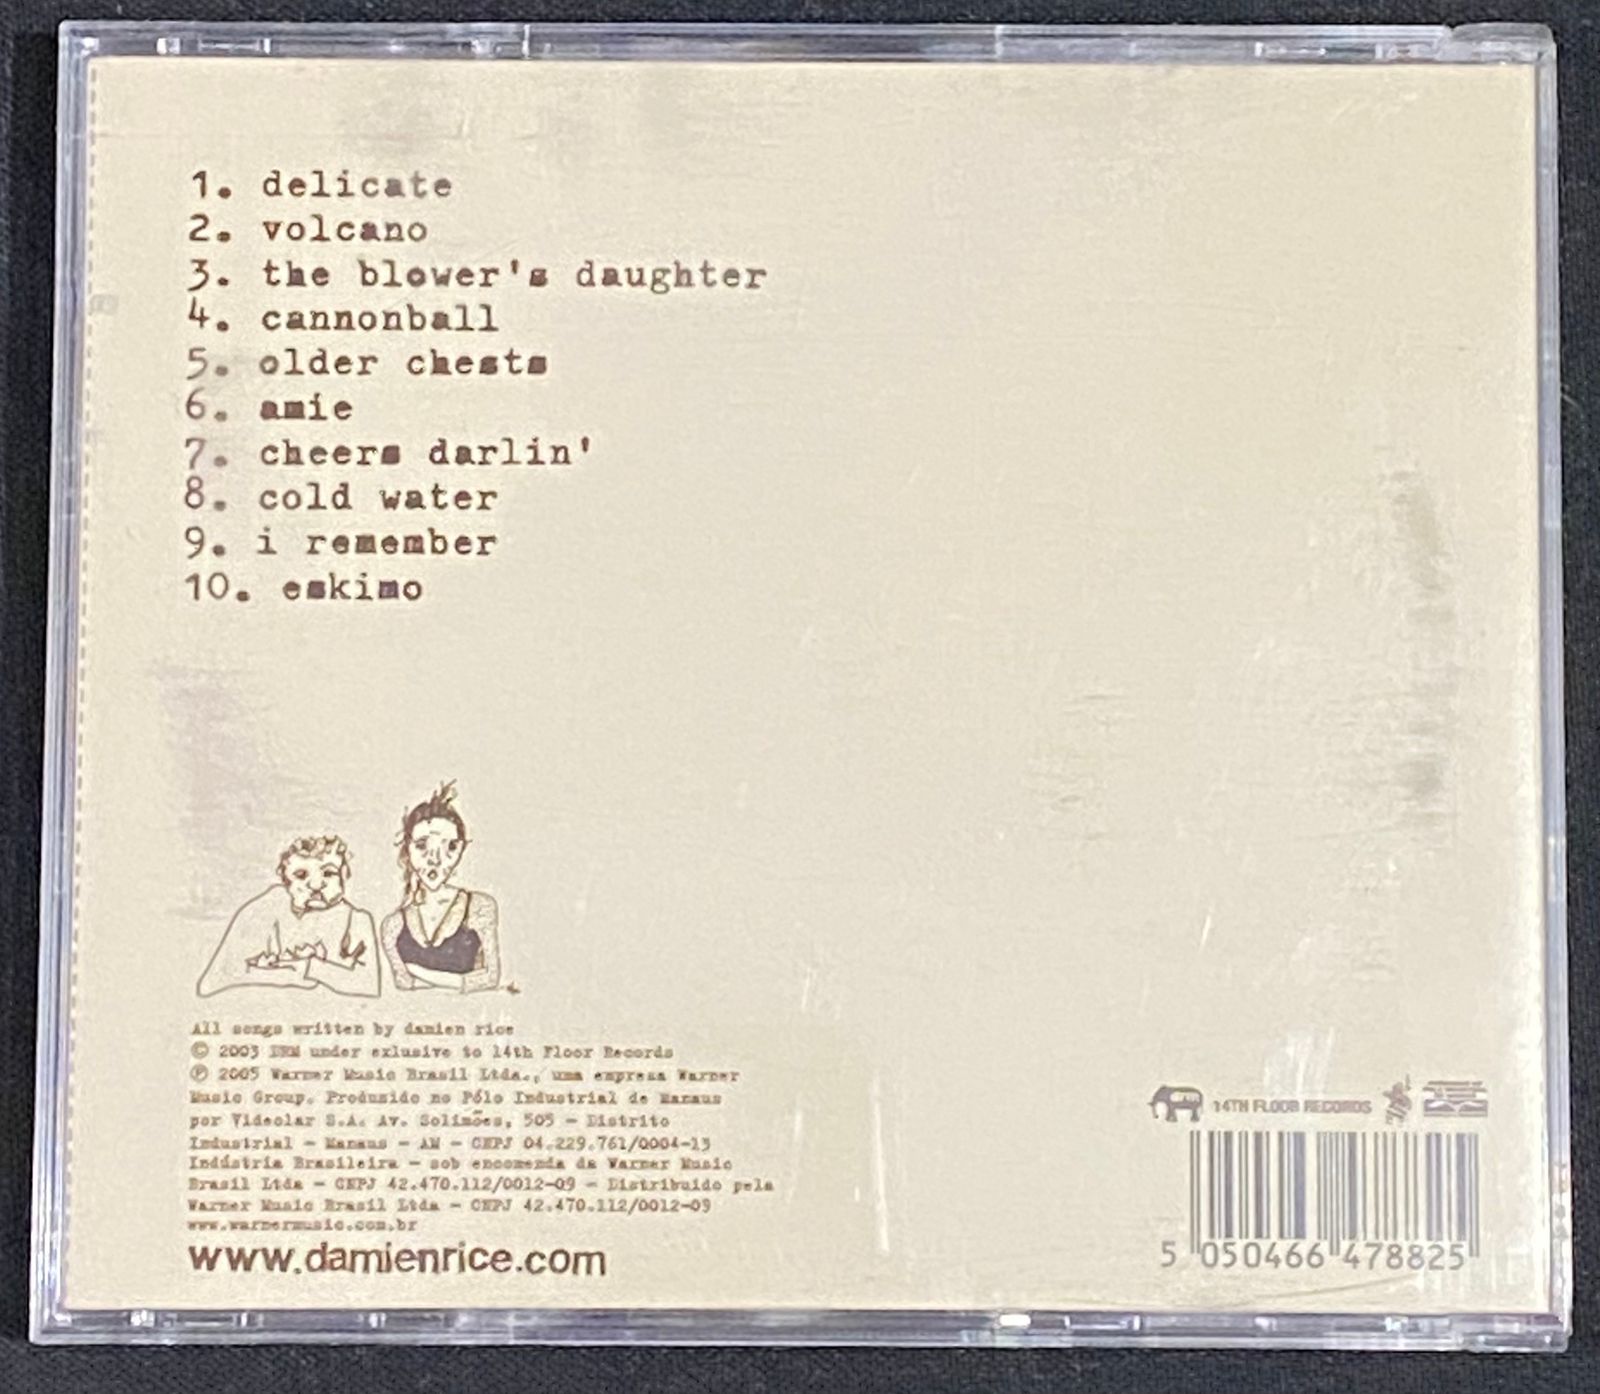 1. delicate
2. volcano
3. the blower's daughter
4. cannonball
5. older chests
6. amie
7. cheers darlin'
8. cold water
9. i remember
10. eskimo
All songs written by damien rice
© 2003 DRM under exlusive to 14th Floor Records
℗ 2005 Warner Music Brasil Ltda., uma empresa Warner
Music Group. Produzido no Pólo Industrial de Manaus
por Videolar S.A. Av. Solimões, 505 - Distrito
Industrial - Manaus - AM - CNPJ 04.229.761/0004-13
Indústria Brasileira - sob encomenda da Warner Music
Brasil Ltda - CNPJ 42.470.112/0012-09 - Distribuido pela
Warner Music Brasil Ltda - CNPJ 42.470.112/0012-09
www.warnermusic.com.br
www.damienrice.com
14TH FLOOR RECORDS
5 050466 478825